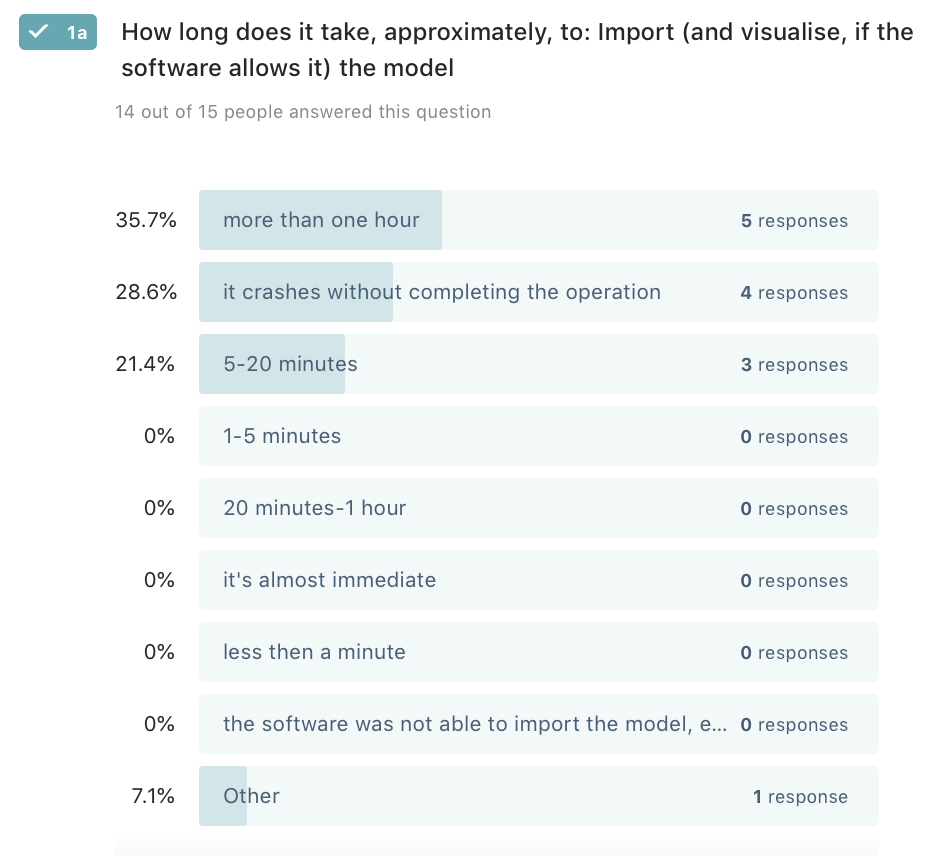 1a
How long does it take, approximately, to: Import (and visualise, if the
software allows it) the model
14 out of 15 people answered this question
35.7% more than one hour 5 responses
28.6% it crashes without completing the operation 4 responses
21.4% 5-20 minutes 3 responses
0% 1-5 minutes 0 responses
0% 20 minutes-1 hour 0 responses
0% it's almost immediate 0 responses
0% less then a minute 0 responses
0% the software was not able to import the model, e... 0 responses
7.1% Other 1 response